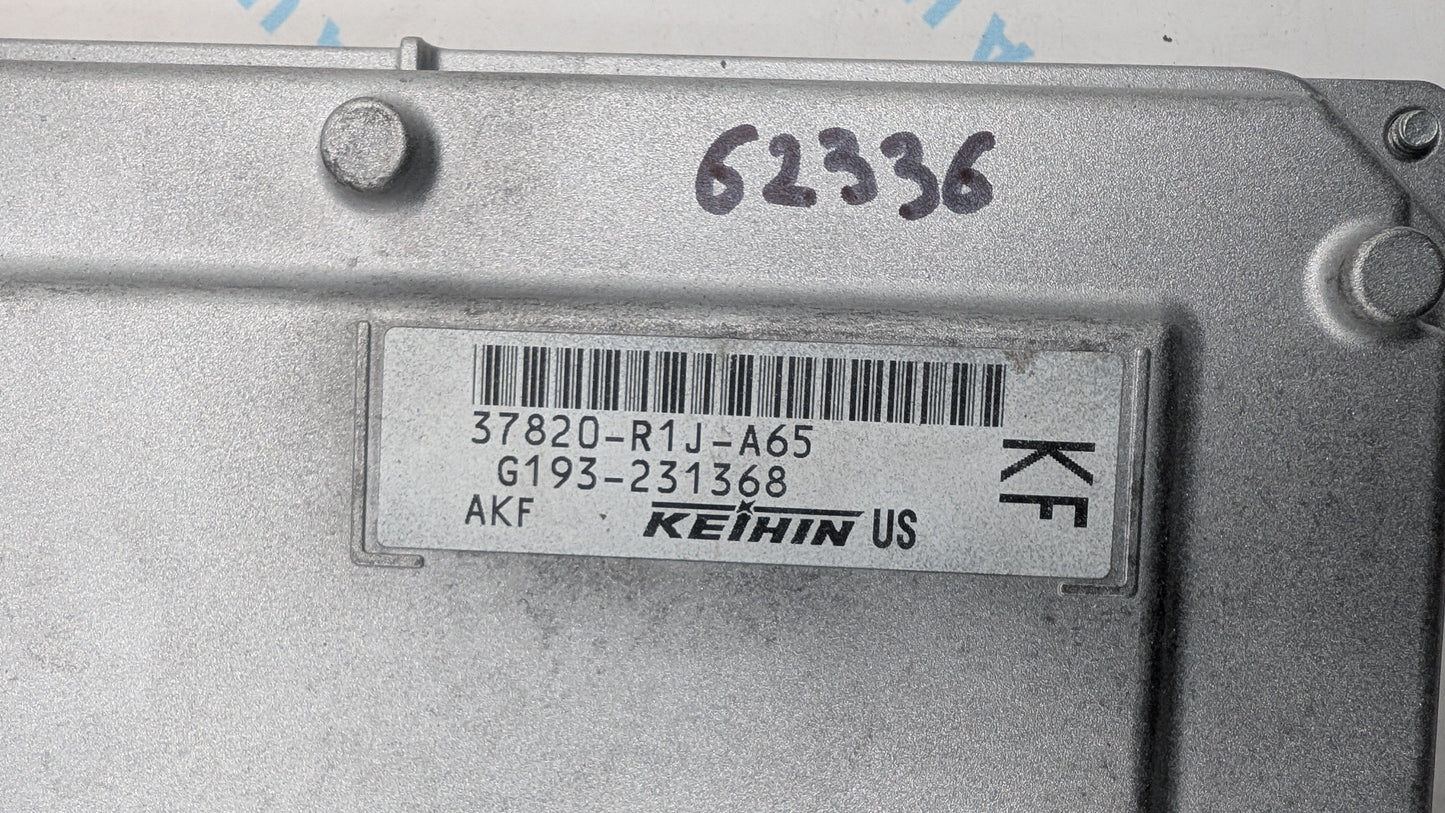 62336
37820-R1J-A65
G193-231368
AKF
KEIHIN US
KF